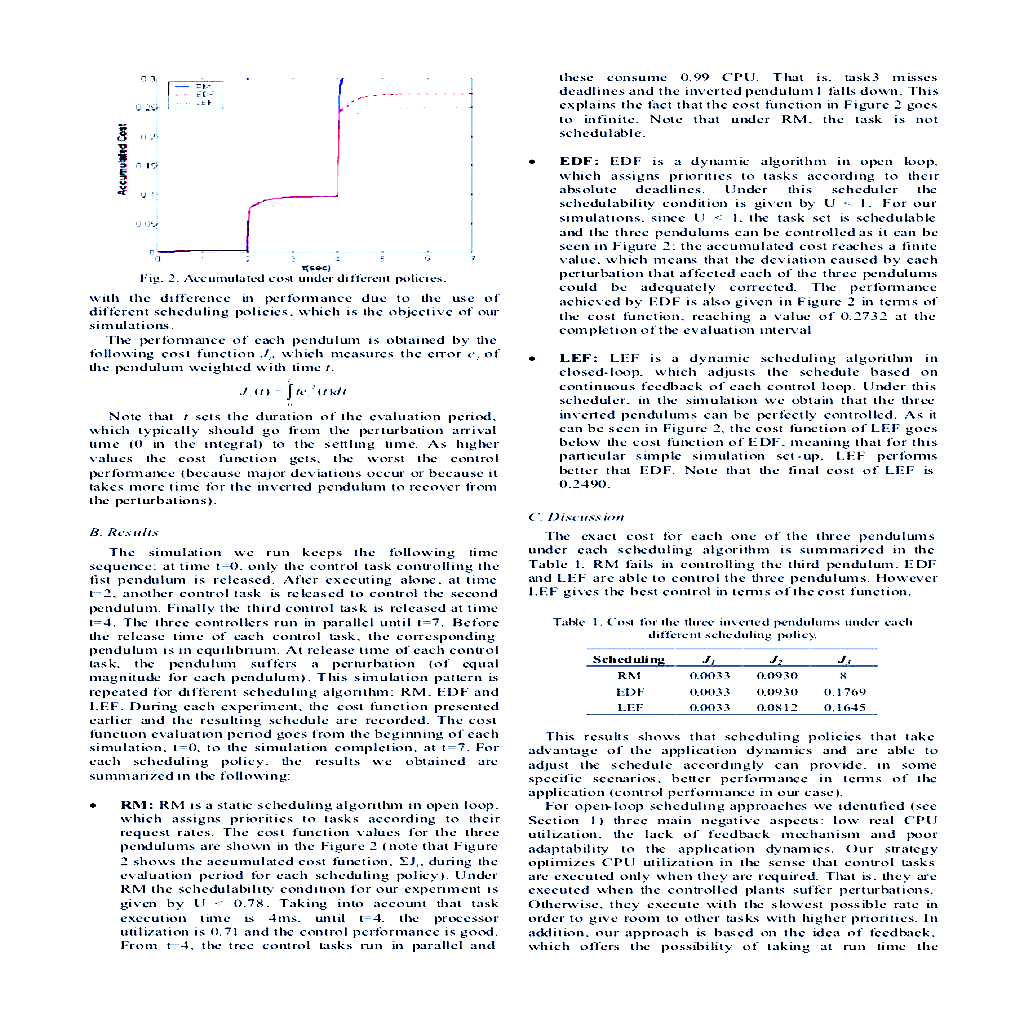 0.3
RM
EDF
LEF
0.25
0.2
0.15
0.1
0.05
0
Accumulated Cost
0 1 2 3 4 5 6 7
t(sec)
Fig. 2. Accumulated cost under different policies.
with the difference in performance due to the use of
different scheduling policies, which is the objective of our
simulations.
The performance of each pendulum is obtained by the
following cost function Ji, which measures the error ei of
the pendulum weighted with time t.
Ji(t) = ∫ tei²(t)dt
Note that t sets the duration of the evaluation period,
which typically should go from the perturbation arrival
time (0 in the integral) to the settling time. As higher
values the cost function gets, the worst the control
performance (because major deviations occur or because it
takes more time for the inverted pendulum to recover from
the perturbations).
B. Results
The simulation we run keeps the following time
sequence: at time t=0, only the control task controlling the
fist pendulum is released. After executing alone, at time
t=2, another control task is released to control the second
pendulum. Finally the third control task is released at time
t=4. The three controllers run in parallel until t=7. Before
the release time of each control task, the corresponding
pendulum is in equilibrium. At release time of each control
task, the pendulum suffers a perturbation (of equal
magnitude for each pendulum). This simulation pattern is
repeated for different scheduling algorithm: RM, EDF and
LEF. During each experiment, the cost function presented
earlier and the resulting schedule are recorded. The cost
function evaluation period goes from the beginning of each
simulation, t=0, to the simulation completion, at t=7. For
each scheduling policy, the results we obtained are
summarized in the following:
• RM: RM is a static scheduling algorithm in open loop,
which assigns priorities to tasks according to their
request rates. The cost function values for the three
pendulums are shown in the Figure 2 (note that Figure
2 shows the accumulated cost function, ΣJi, during the
evaluation period for each scheduling policy). Under
RM the schedulability condition for our experiment is
given by U < 0.78. Taking into account that task
execution time is 4ms, until t=4, the processor
utilization is 0.71 and the control performance is good.
From t=4, the tree control tasks run in parallel and
these consume 0.99 CPU. That is, task3 misses
deadlines and the inverted pendulum1 falls down. This
explains the fact that the cost function in Figure 2 goes
to infinite. Note that under RM, the task is not
schedulable.
• EDF: EDF is a dynamic algorithm in open loop,
which assigns priorities to tasks according to their
absolute deadlines. Under this scheduler the
schedulability condition is given by U < 1. For our
simulations, since U < 1, the task set is schedulable
and the three pendulums can be controlled as it can be
seen in Figure 2; the accumulated cost reaches a finite
value, which means that the deviation caused by each
perturbation that affected each of the three pendulums
could be adequately corrected. The performance
achieved by EDF is also given in Figure 2 in terms of
the cost function, reaching a value of 0.2732 at the
completion of the evaluation interval
• LEF: LEF is a dynamic scheduling algorithm in
closed-loop, which adjusts the schedule based on
continuous feedback of each control loop. Under this
scheduler, in the simulation we obtain that the three
inverted pendulums can be perfectly controlled. As it
can be seen in Figure 2, the cost function of LEF goes
below the cost function of EDF, meaning that for this
particular simple simulation set-up, LEF performs
better that EDF. Note that the final cost of LEF is
0.2490.
C. Discussion
The exact cost for each one of the three pendulums
under each scheduling algorithm is summarized in the
Table 1. RM fails in controlling the third pendulum. EDF
and LEF are able to control the three pendulums. However
LEF gives the best control in terms of the cost function.
Table 1. Cost for the three inverted pendulums under each
different scheduling policy.
Scheduling J1 J2 J3
RM 0.0033 0.0930 8
EDF 0.0033 0.0930 0.1769
LEF 0.0033 0.0812 0.1645
This results shows that scheduling policies that take
advantage of the application dynamics and are able to
adjust the schedule accordingly can provide, in some
specific scenarios, better performance in terms of the
application (control performance in our case).
For open-loop scheduling approaches we identified (see
Section 1) three main negative aspects: low real CPU
utilization, the lack of feedback mechanism and poor
adaptability to the application dynamics. Our strategy
optimizes CPU utilization in the sense that control tasks
are executed only when they are required. That is, they are
executed when the controlled plants suffer perturbations.
Otherwise, they execute with the slowest possible rate in
order to give room to other tasks with higher priorities. In
addition, our approach is based on the idea of feedback,
which offers the possibility of taking at run time the